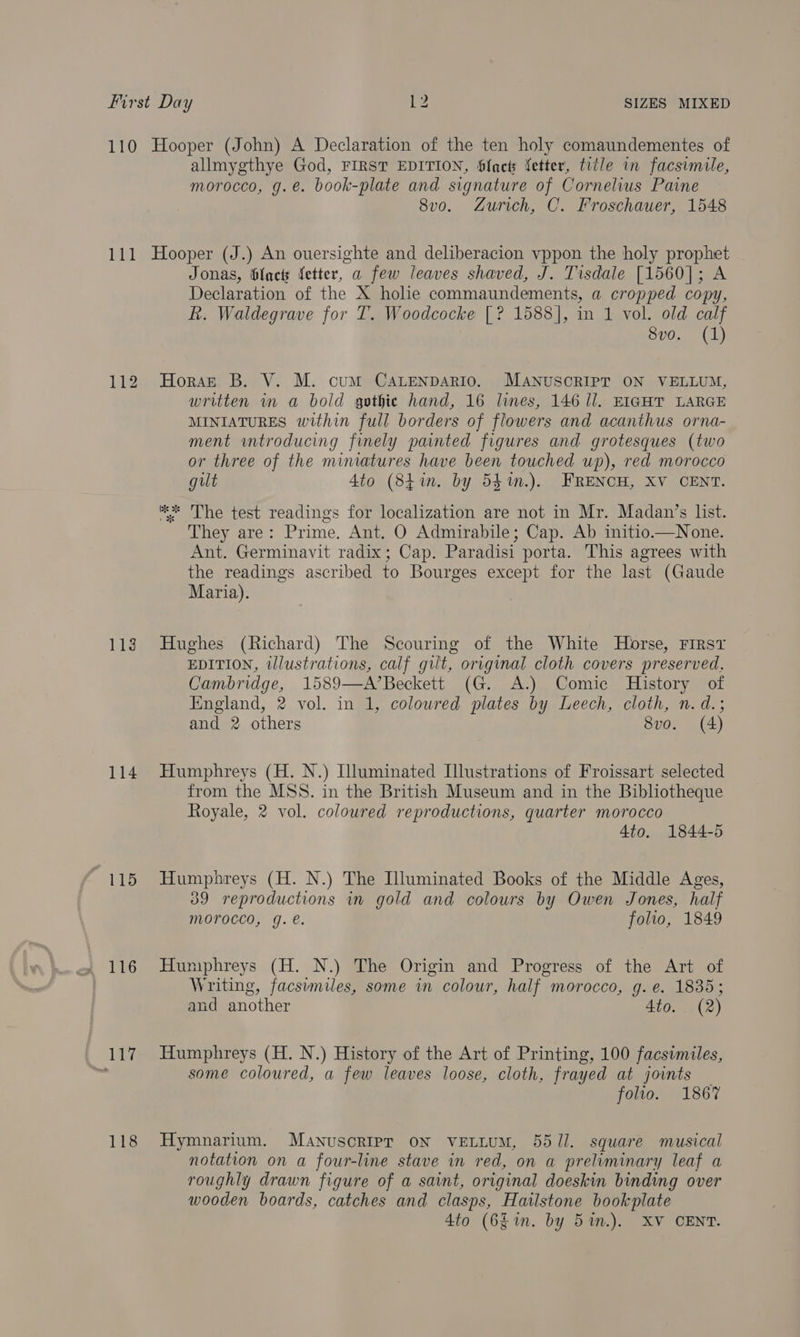 First Day 12 SIZES MIXED
110 Hooper (John) A Declaration of the ten holy comaundementes of
allmygthye God, FIRST EDITION, black letter, title in facsimile,
morocco, g. e. book-plate and signature of Cornelius Paine
8vo. Zurich, C. Froschauer, 1548
111 Hooper (J.) An ouersighte and deliberacion vppon the holy prophet
Jonas, black letter, a few leaves shaved, J. Tisdale [1560]; A
Declaration of the X holie commaundements, a cropped copy,
R. Waldegrave for T. Woodcocke [? 1588], in 1 vol. old calf
8vo. (1)
112 Horae B. V. M. CUM CALENDARIO. MANUSCRIPT ON VELLUM,
written in a bold gothic hand, 16 lines, 146 ll. EIGHT LARGE
MINIATURES within full borders of flowers and acanthus orna-
ment introducing finely painted figures and grotesques (two
or three of the miniatures have been touched up), red morocco
gilt 4to (8¼ in. by 5¾ in.). FRENCH, XV CENT.
*** The test readings for localization are not in Mr. Madan's list.
They are: Prime. Ant. O Admirabile; Cap. Ab initio.—None.
Ant. Germinavit radix; Cap. Paradisi porta. This agrees with
the readings ascribed to Bourges except for the last (Gaude
Maria).
113 Hughes (Richard) The Scouring of the White Horse, FIRST
EDITION, illustrations, calf gilt, original cloth covers preserved.
Cambridge, 1589—A'Beckett (G. A.) Comic History of
England, 2 vol. in 1, coloured plates by Leech, cloth, n. d.;
and 2 others 8vo. (4)
114 Humphreys (H. N.) Illuminated Illustrations of Froissart selected
from the MSS. in the British Museum and in the Bibliotheque
Royale, 2 vol. coloured reproductions, quarter morocco
4to. 1844-5
115 Humphreys (H. N.) The Illuminated Books of the Middle Ages,
39 reproductions in gold and colours by Owen Jones, half
morocco, g. e. folio, 1849
116 Humphreys (H. N.) The Origin and Progress of the Art of
Writing, facsimiles, some in colour, half morocco, g. e. 1835;
and another 4to. (2)
117 Humphreys (H. N.) History of the Art of Printing, 100 facsimiles,
some coloured, a few leaves loose, cloth, frayed at joints
folio. 1867
118 Hymnarium. MANUSCRIPT ON VELLUM, 55 ll. square musical
notation on a four-line stave in red, on a preliminary leaf a
roughly drawn figure of a saint, original doeskin binding over
wooden boards, catches and clasps, Hailstone bookplate
4to (6¾ in. by 5 in.). XV CENT.